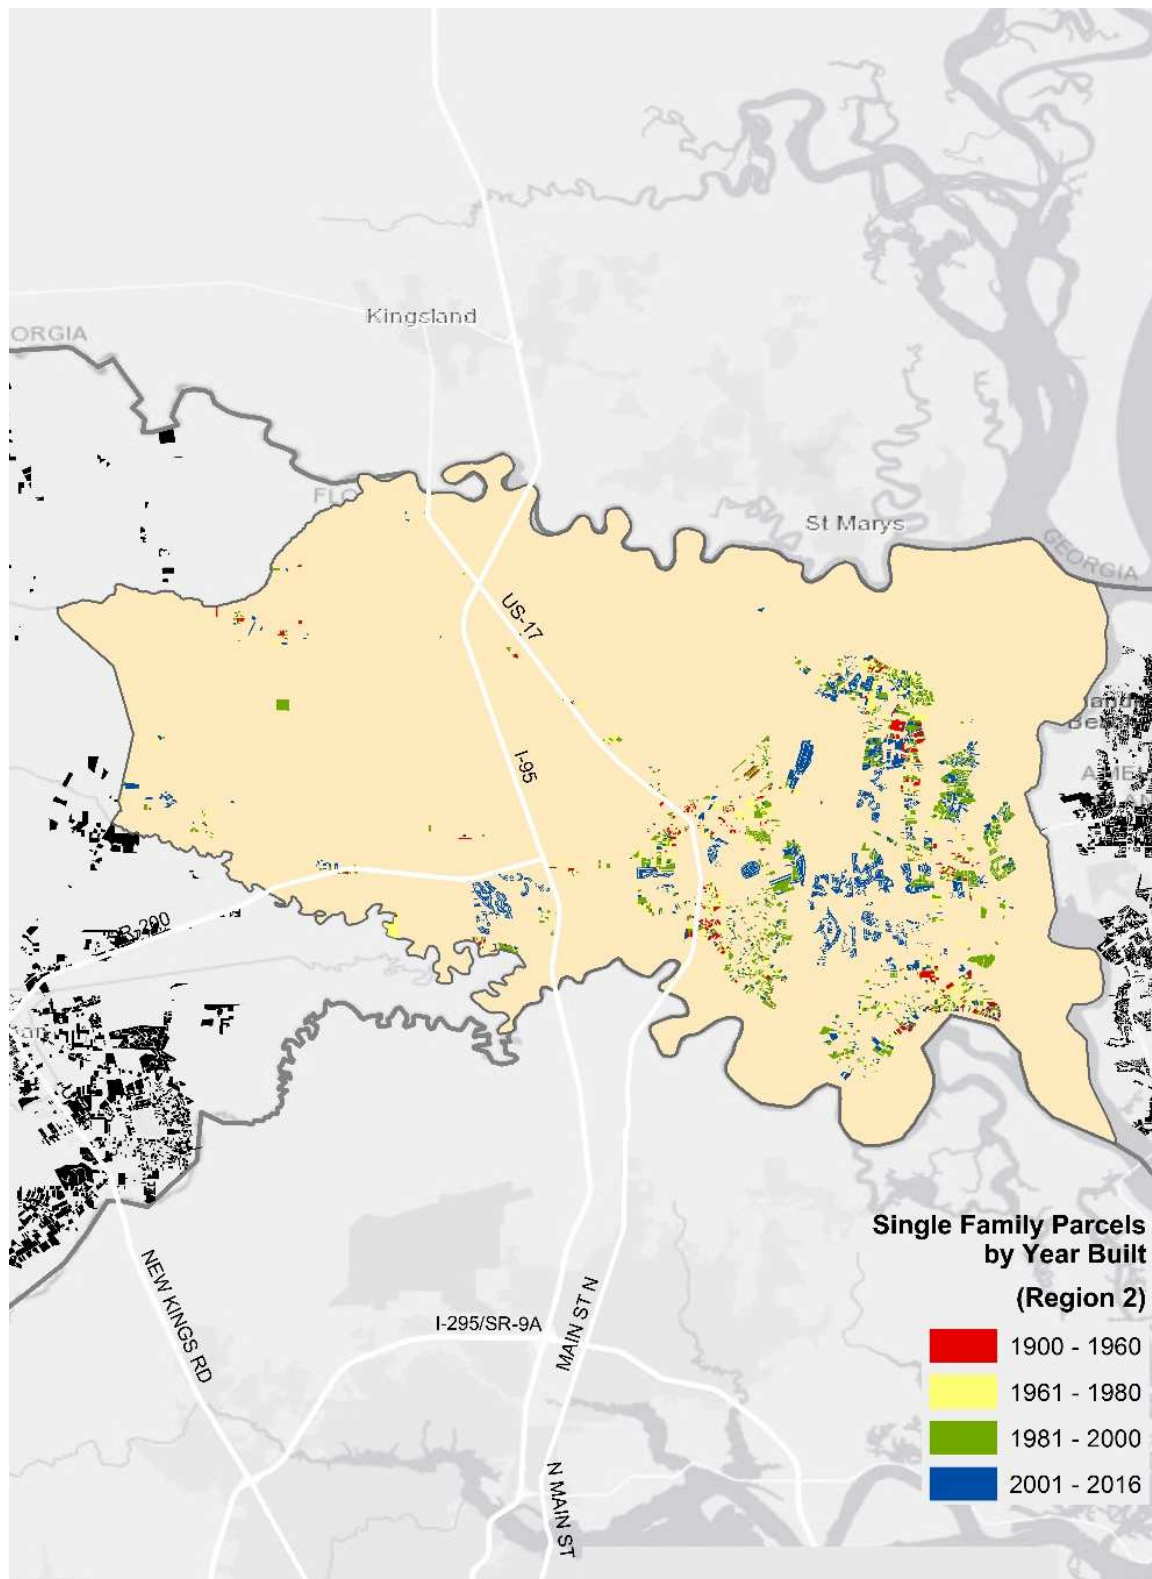 Kingsland
ORGIA
FLO
St Marys
GEORGIA
US-17
I-95
SR-200
Single Family Parcels
by Year Built
(Region 2)
NEW KINGS RD
I-295/SR-9A
MAIN ST N
1900 - 1960
1961 - 1980
1981 - 2000
2001 - 2016
N MAIN ST